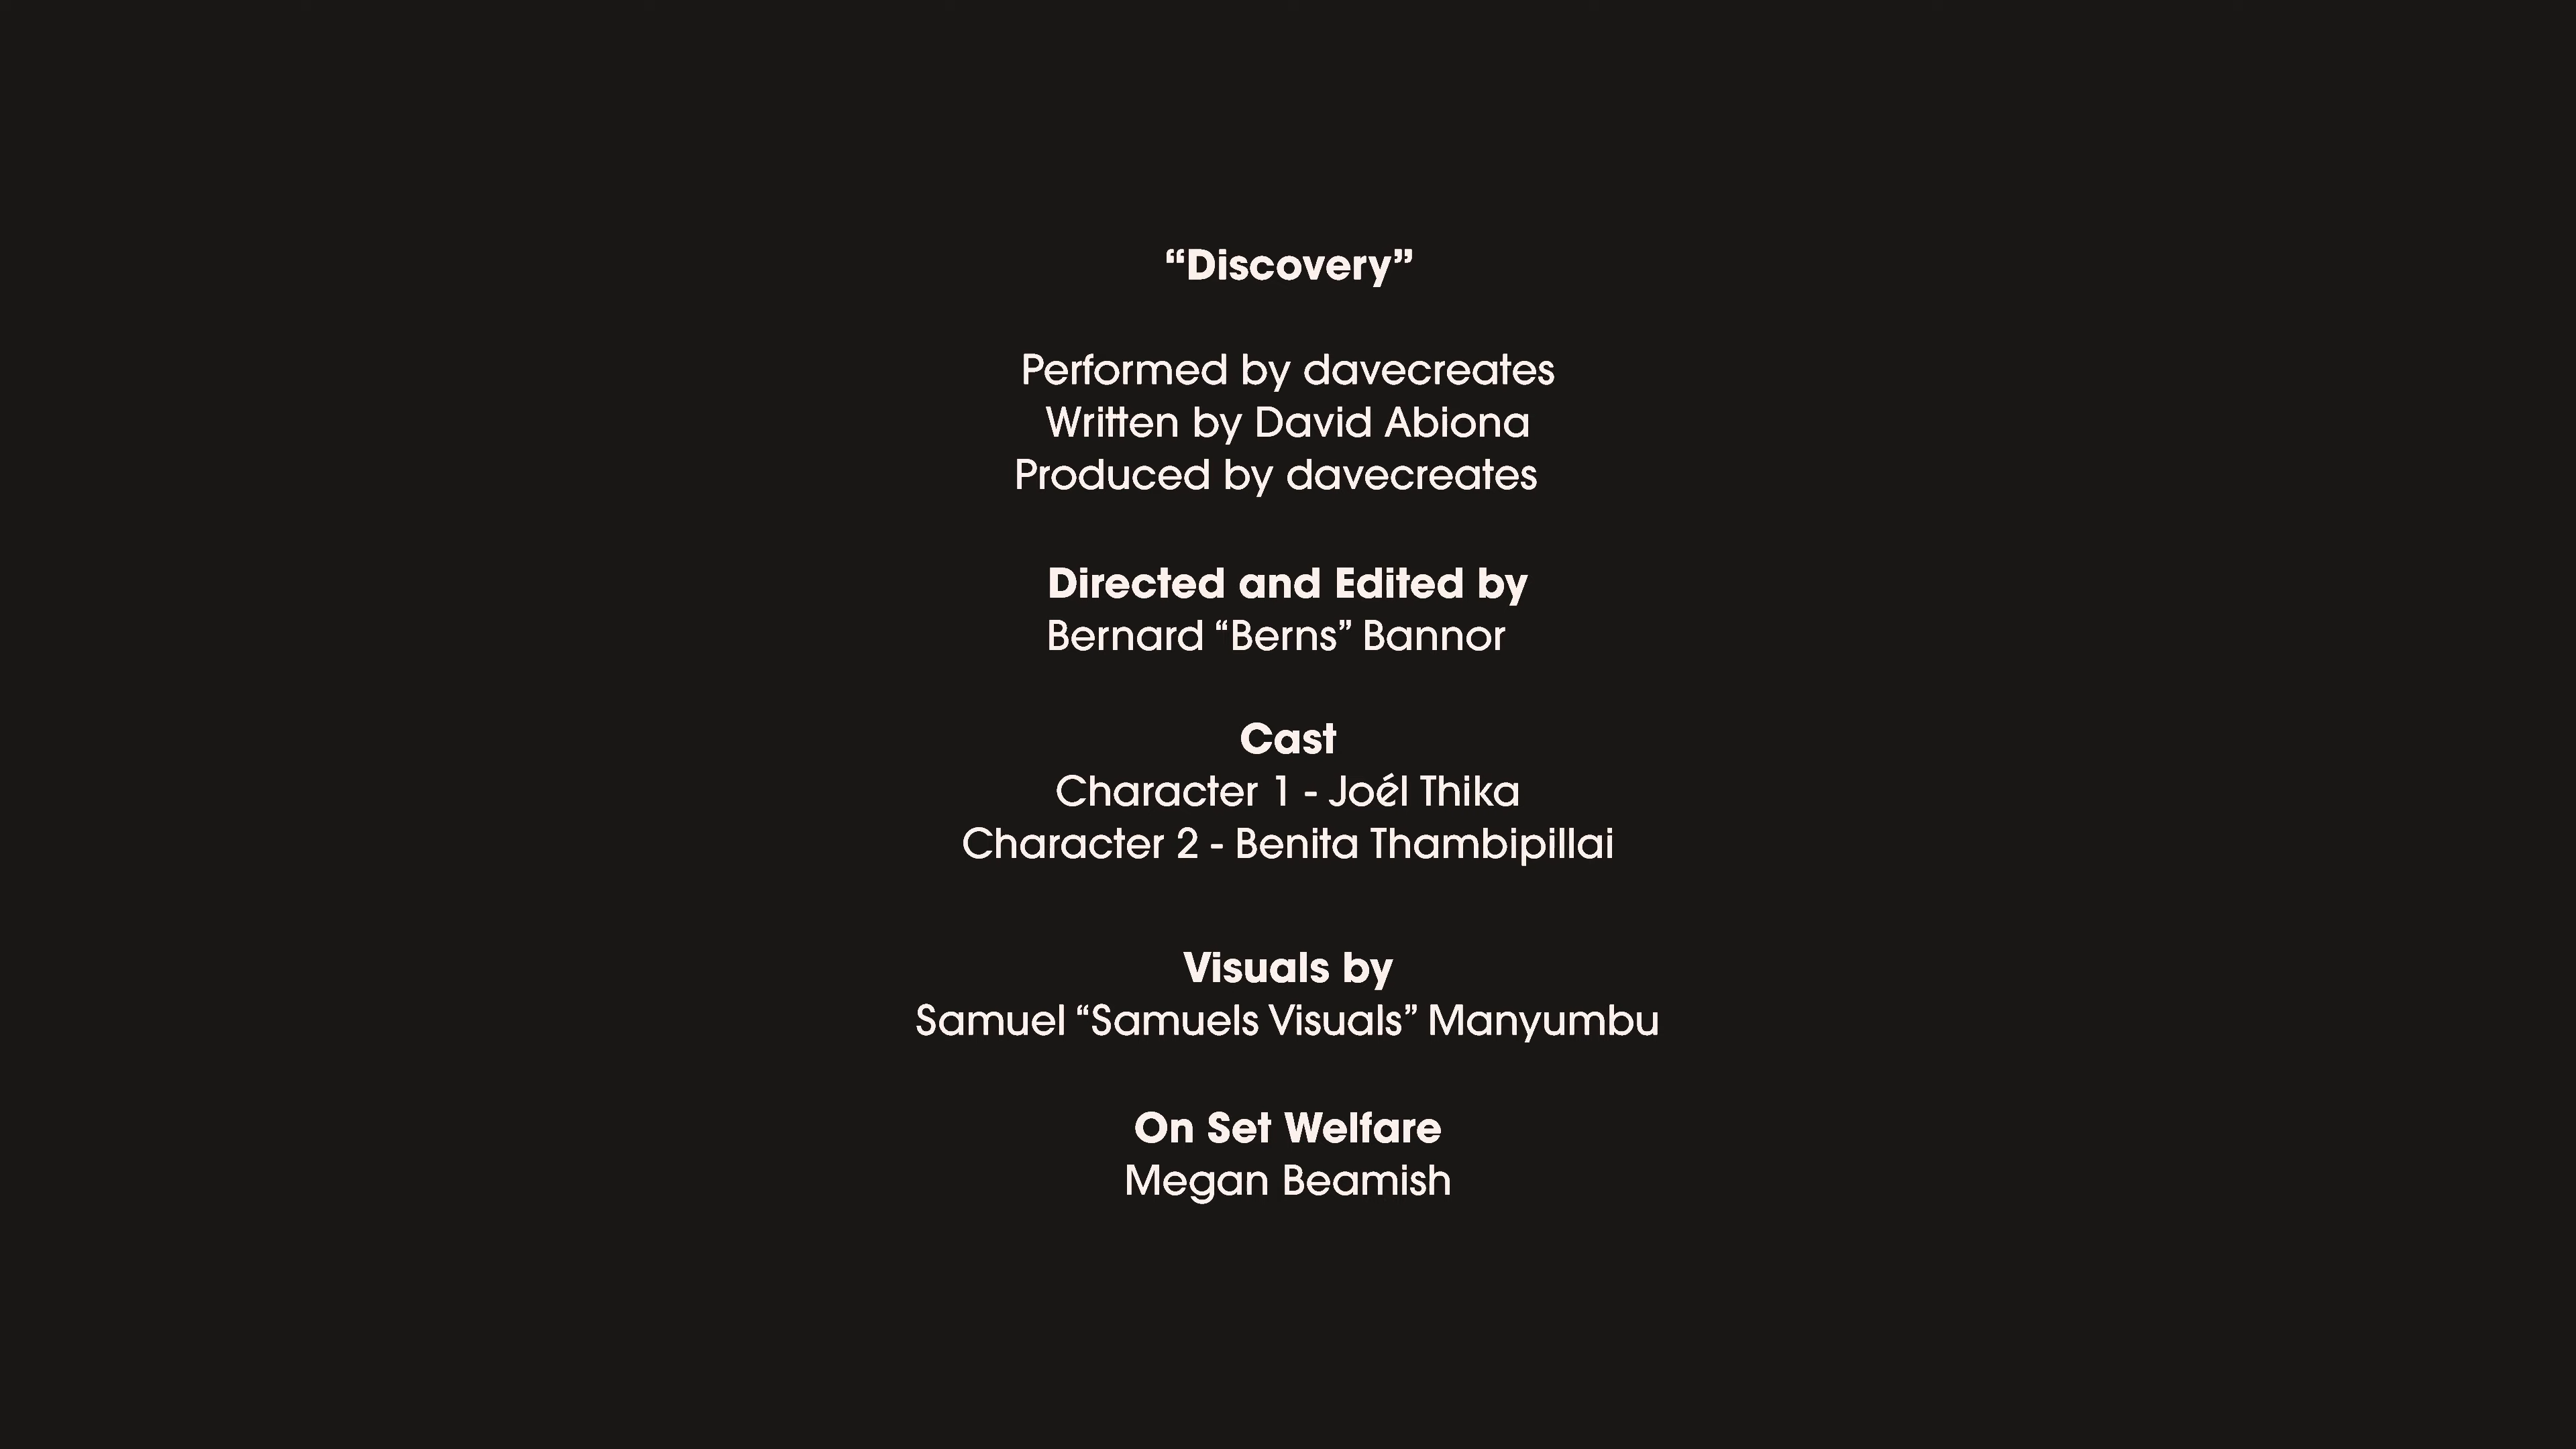 “Discovery”
Performed by davecreates
Written by David Abiona
Produced by davecreates
Directed and Edited by
Bernard “Berns” Bannor
Cast
Character 1 - Joél Thika
Character 2 - Benita Thambipillai
Visuals by
Samuel “Samuels Visuals” Manyumbu
On Set Welfare
Megan Beamish